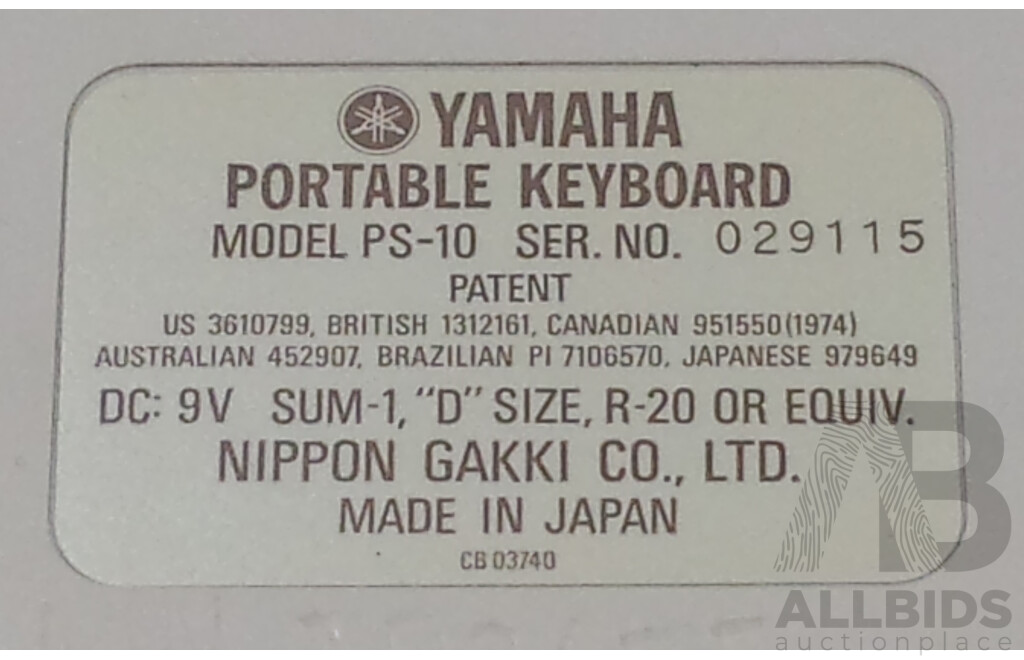 YAMAHA
PORTABLE KEYBOARD
MODEL PS-10 SER. NO. 029115
PATENT
US 3610799, BRITISH 1312161, CANADIAN 951550(1974)
AUSTRALIAN 452907, BRAZILIAN PI 7106570, JAPANESE 979649
DC: 9V SUM-1, "D" SIZE, R-20 OR EQUIV.
NIPPON GAKKI CO., LTD.
MADE IN JAPAN
CB 03740
AB
ALLBIDS
auctionplace